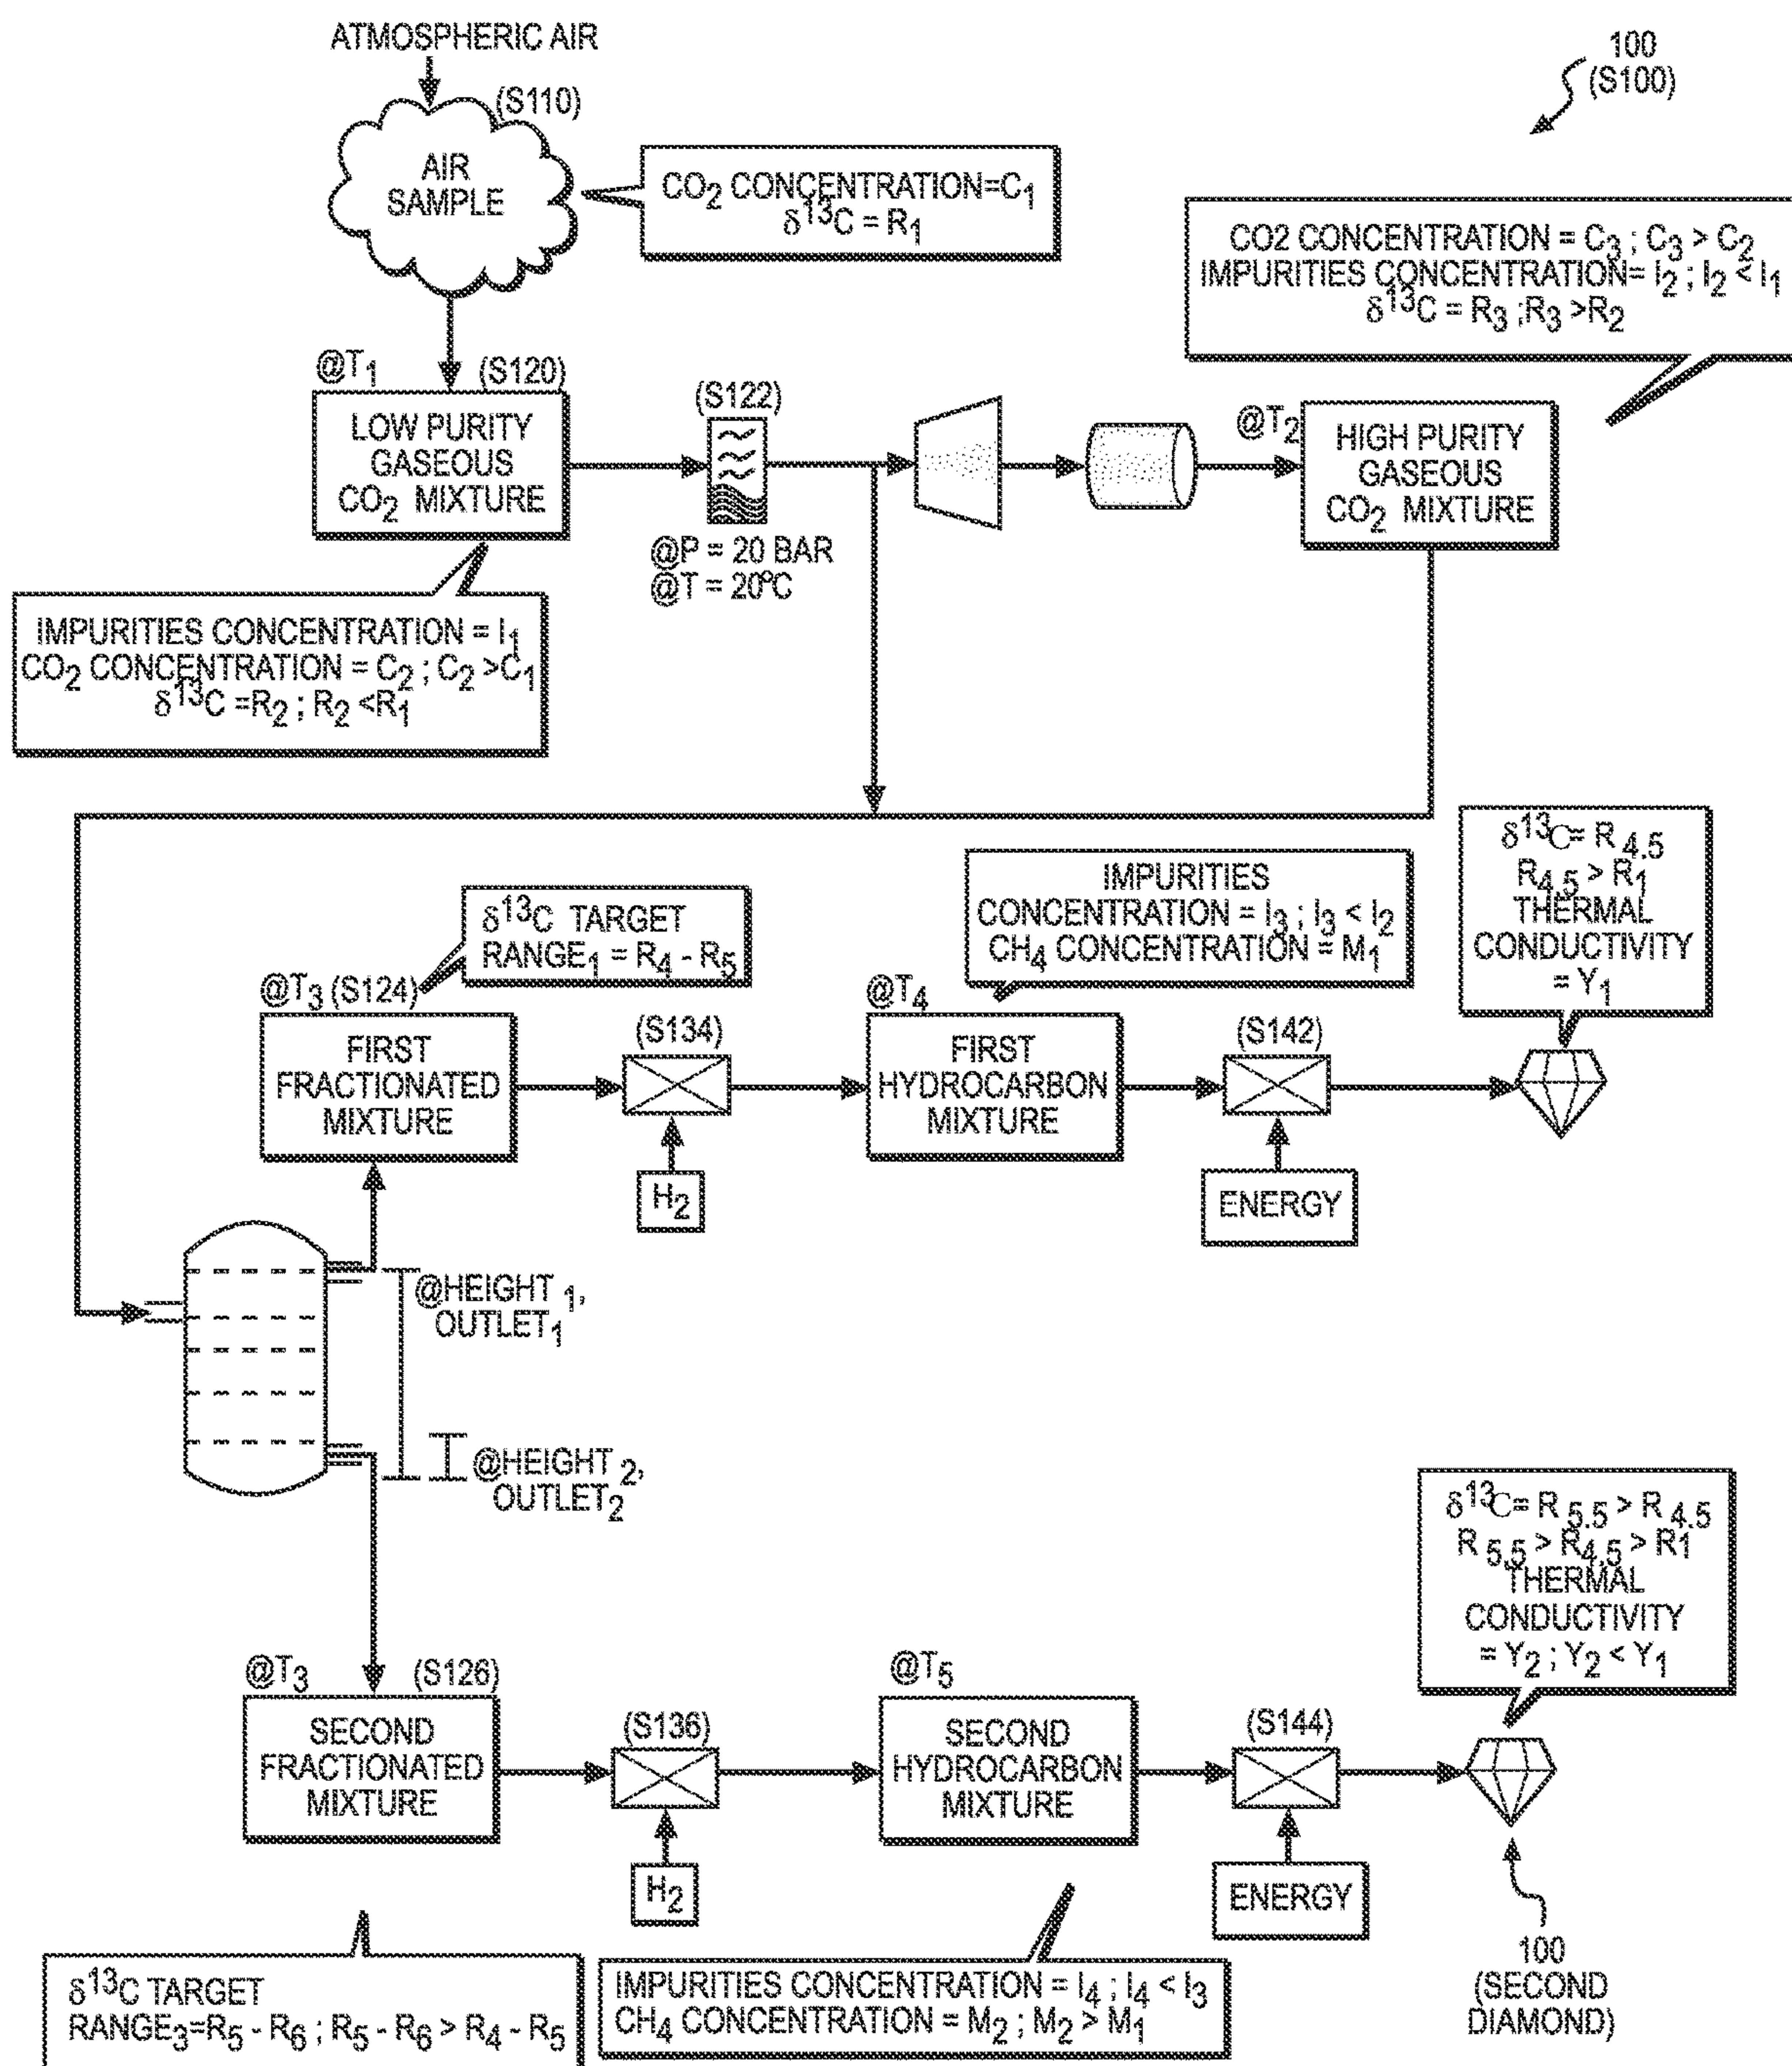 ATMOSPHERIC AIR
100
(S100)
(S110)
AIR
SAMPLE
CO₂ CONCENTRATION=C₁
δ¹³C = R₁
CO2 CONCENTRATION = C₃ ; C₃ > C₂
IMPURITIES CONCENTRATION= I₂ ; I₂ < I₁
δ¹³C = R₃ ;R₃ >R₂
@T₁
(S120)
LOW PURITY
GASEOUS
CO₂ MIXTURE
(S122)
@P = 20 BAR
@T = 20°C
@T₂
HIGH PURITY
GASEOUS
CO₂ MIXTURE
IMPURITIES CONCENTRATION = I₁
CO₂ CONCENTRATION = C₂ ; C₂ >C₁
δ¹³C =R₂ ; R₂ <R₁
δ¹³C TARGET
RANGE₁ = R₄ - R₅
IMPURITIES
CONCENTRATION = I₃ ; I₃ < I₂
CH₄ CONCENTRATION = M₁
δ¹³C= R₄.₅
R₄.₅ > R₁
THERMAL
CONDUCTIVITY
= Y₁
@T₃ (S124)
FIRST
FRACTIONATED
MIXTURE
(S134)
H₂
@T₄
FIRST
HYDROCARBON
MIXTURE
(S142)
ENERGY
@HEIGHT ₁,
OUTLET₁
@HEIGHT ₂,
OUTLET₂
δ¹³C= R ₅.₅ > R ₄.₅
R ₅.₅ > R₄.₅ > R1
THERMAL
CONDUCTIVITY
= Y₂ ; Y₂ < Y₁
@T₃
(S126)
SECOND
FRACTIONATED
MIXTURE
(S136)
H₂
@T₅
SECOND
HYDROCARBON
MIXTURE
(S144)
ENERGY
100
(SECOND
DIAMOND)
δ¹³C TARGET
RANGE₃=R₅ - R₆ ; R₅ - R₆ > R₄ - R₅
IMPURITIES CONCENTRATION = I₄ ; I₄ < I₃
CH₄ CONCENTRATION = M₂ ; M₂ > M₁